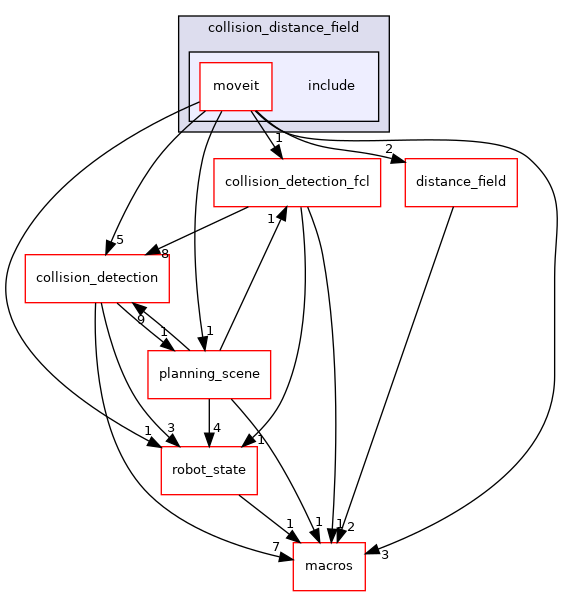 collision_distance_field
moveit
include
1
2
collision_detection_fcl
distance_field
1
5
8
collision_detection
9
1
1
planning_scene
1
3
4
1
robot_state
1
1
1
2
7
3
macros